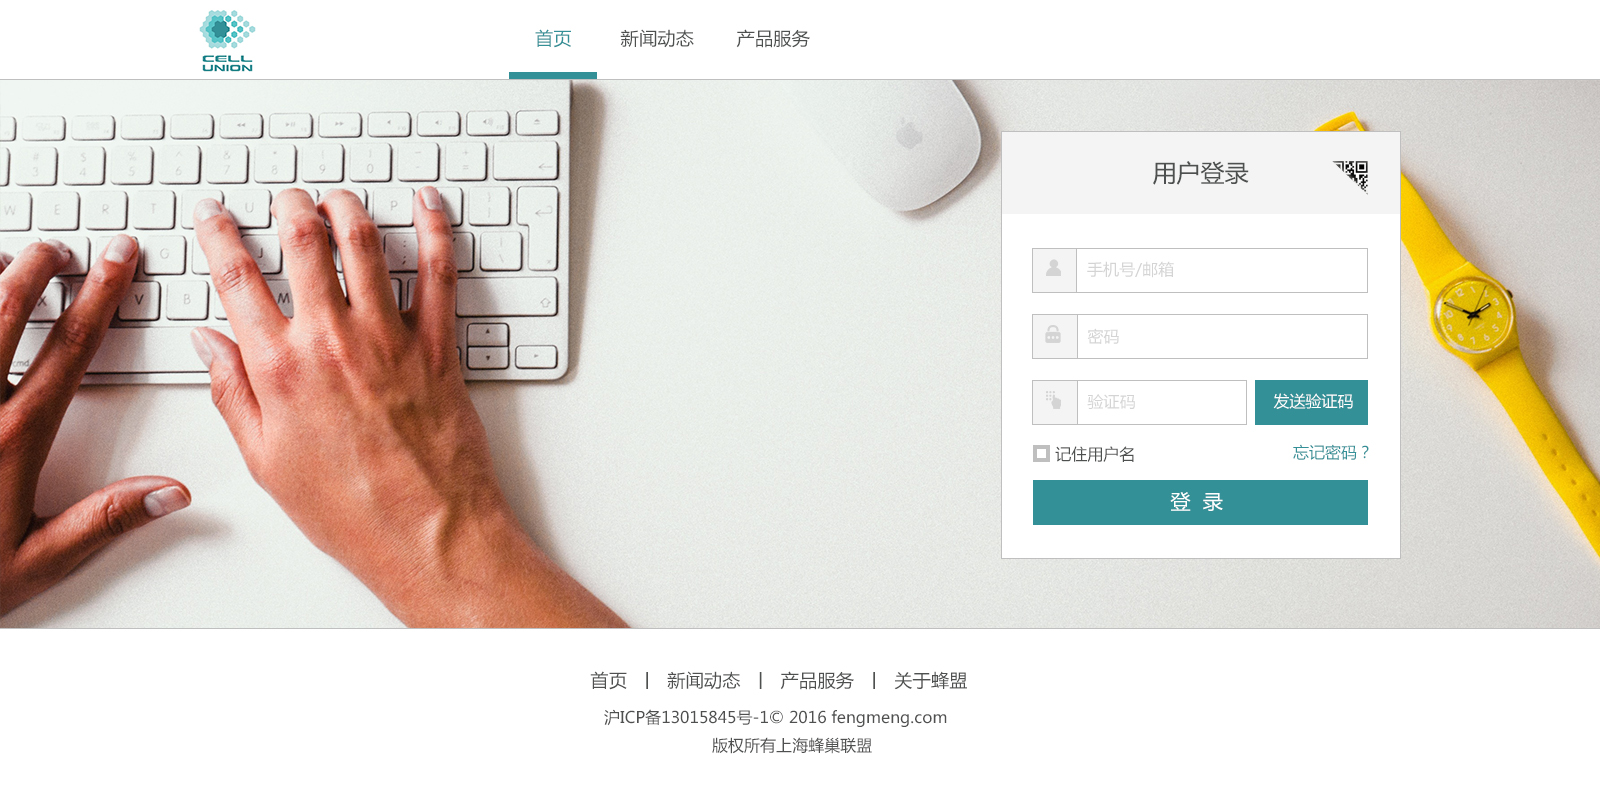 CELL
UNION
首页 新闻动态 产品服务
用户登录
手机号/邮箱
密码
验证码 发送验证码
记住用户名 忘记密码？
登 录
首页 | 新闻动态 | 产品服务 | 关于蜂盟
沪ICP备13015845号-1© 2016 fengmeng.com
版权所有上海蜂巢联盟